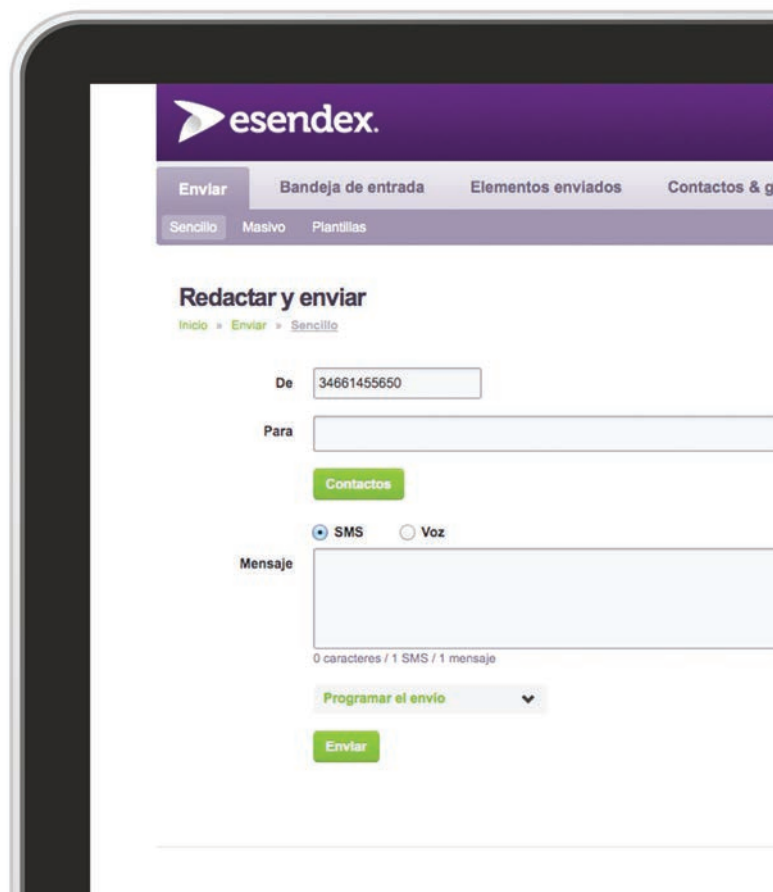 esendex.
Enviar Bandeja de entrada Elementos enviados Contactos & g
Sencillo Masivo Plantillas
Redactar y enviar
Inicio » Enviar » Sencillo
De 34661455650
Para
Contactos
SMS Voz
Mensaje
0 caracteres / 1 SMS / 1 mensaje
Programar el envío
Enviar